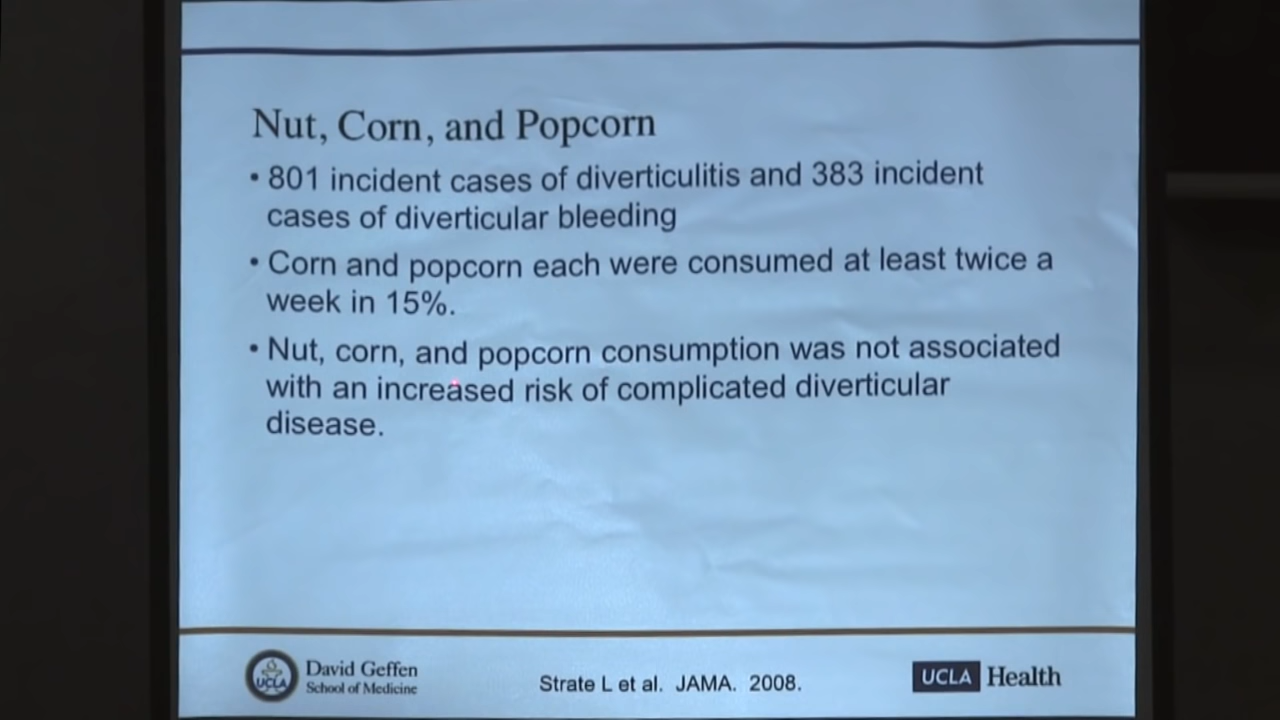 Nut, Corn, and Popcorn
• 801 incident cases of diverticulitis and 383 incident
cases of diverticular bleeding
• Corn and popcorn each were consumed at least twice a
week in 15%.
• Nut, corn, and popcorn consumption was not associated
with an increased risk of complicated diverticular
disease.
UCLA
David Geffen
School of Medicine
Strate L et al. JAMA. 2008.
UCLA Health